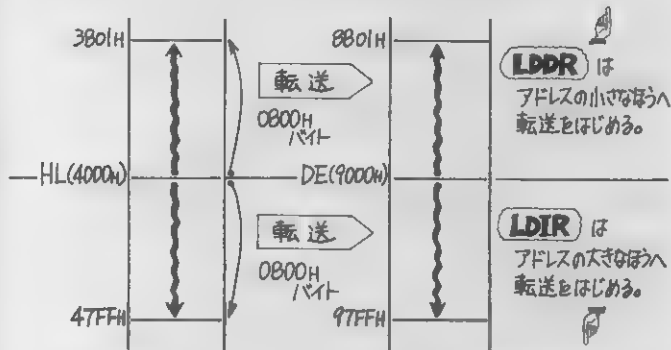 3801H
8801H
転送
0800H
バイト
LDDR は
アドレスの小さなほうへ
転送をはじめる。
HL(4000H)
DE(9000H)
転送
0800H
バイト
LDIR は
アドレスの大きなほうへ
転送をはじめる。
47FFH
97FFH